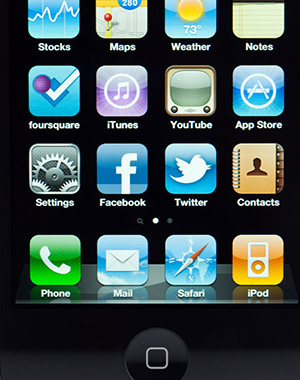 280
Stocks Maps Weather Notes
73°
foursquare iTunes YouTube App Store
Settings Facebook Twitter Contacts
Phone Mail Safari iPod